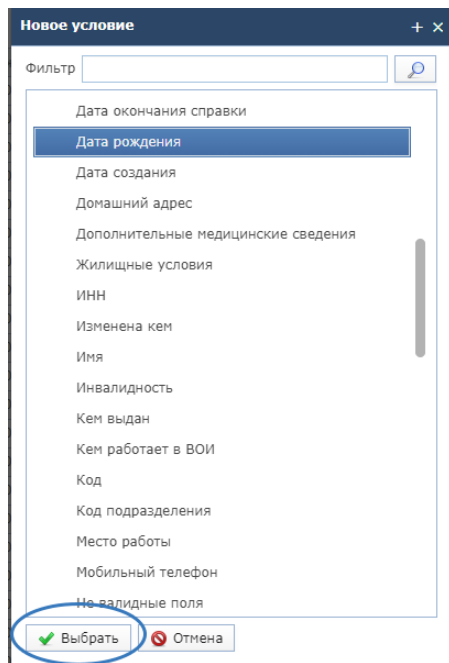 Новое условие
Фильтр
Дата окончания справки
Дата рождения
Дата создания
Домашний адрес
Дополнительные медицинские сведения
Жилищные условия
ИНН
Изменена кем
Имя
Инвалидность
Кем выдан
Кем работает в ВОИ
Код
Код подразделения
Место работы
Мобильный телефон
Не валидные поля
Выбрать Отмена